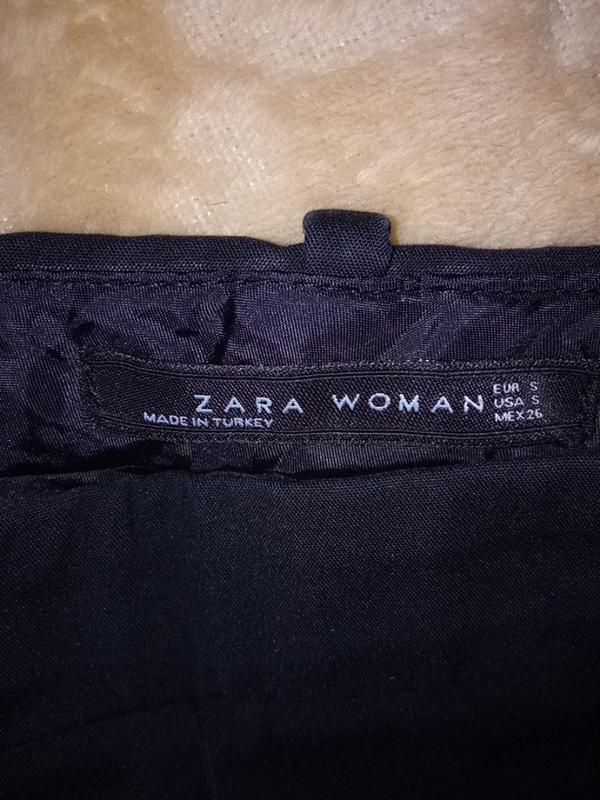 ZARA WOMAN
MADE IN TURKEY
EUR S
USA S
MEX 26